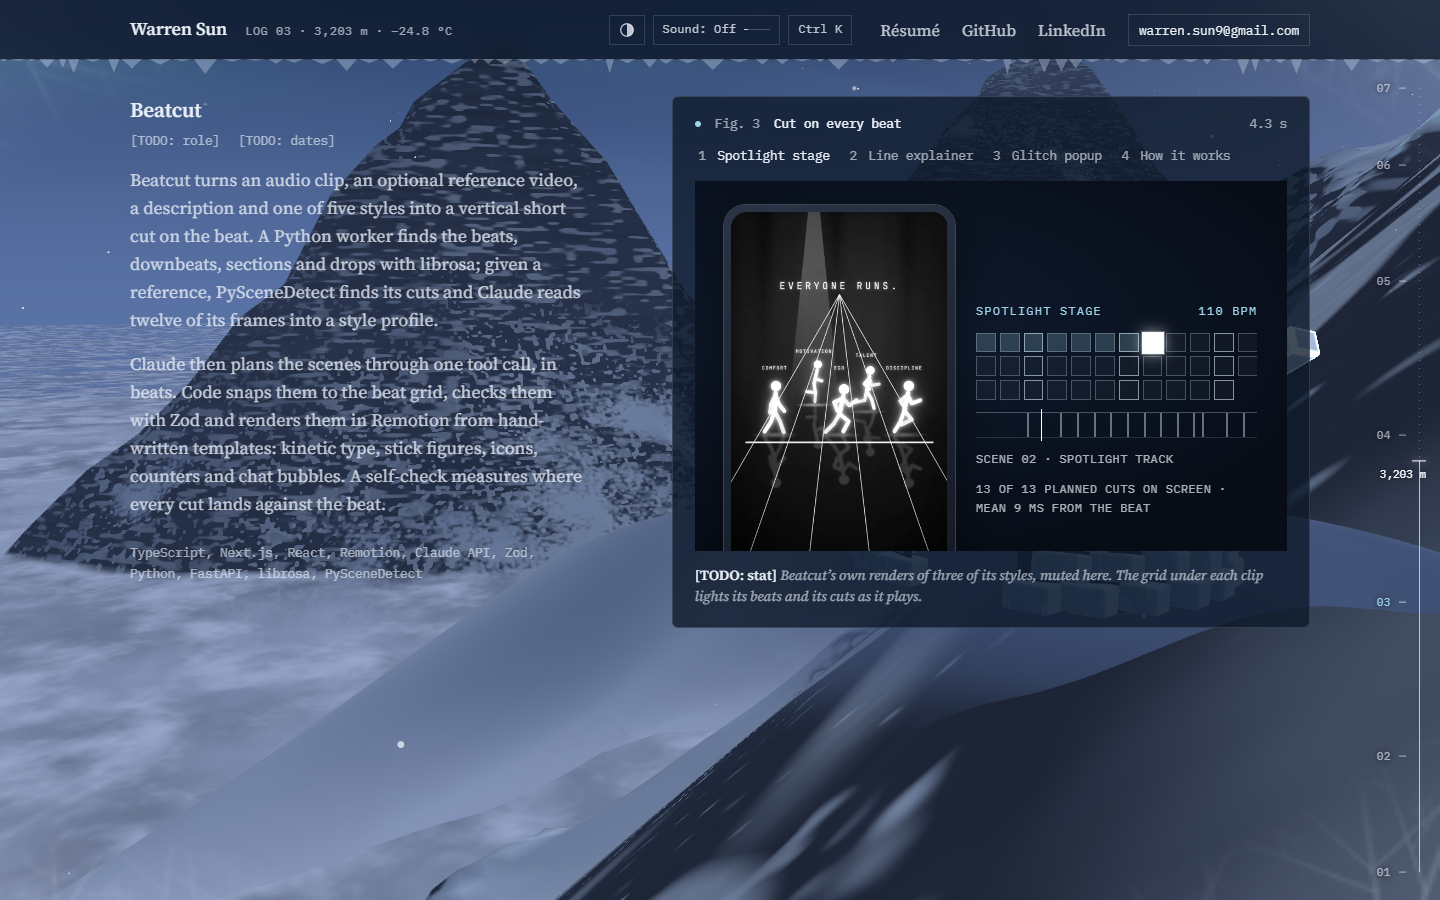 Warren Sun LOG 03 · 3,203 m · −24.8 °C Sound: Off Ctrl K Résumé GitHub LinkedIn warren.sun9@gmail.com
Beatcut
[TODO: role] [TODO: dates]
Beatcut turns an audio clip, an optional reference video,
a description and one of five styles into a vertical short
cut on the beat. A Python worker finds the beats,
downbeats, sections and drops with librosa; given a
reference, PySceneDetect finds its cuts and Claude reads
twelve of its frames into a style profile.
Claude then plans the scenes through one tool call, in
beats. Code snaps them to the beat grid, checks them
with Zod and renders them in Remotion from hand-
written templates: kinetic type, stick figures, icons,
counters and chat bubbles. A self-check measures where
every cut lands against the beat.
TypeScript, Next.js, React, Remotion, Claude API, Zod,
Python, FastAPI, librosa, PySceneDetect
Fig. 3 Cut on every beat 4.3 s
1 Spotlight stage 2 Line explainer 3 Glitch popup 4 How it works
EVERYONE RUNS.
MOTIVATION
TALENT
COMFORT
EGO
DISCIPLINE
SPOTLIGHT STAGE 110 BPM
SCENE 02 · SPOTLIGHT TRACK
13 OF 13 PLANNED CUTS ON SCREEN ·
MEAN 9 MS FROM THE BEAT
[TODO: stat] Beatcut’s own renders of three of its styles, muted here. The grid under each clip
lights its beats and its cuts as it plays.
07
06
05
04
3,203 m
03
02
01